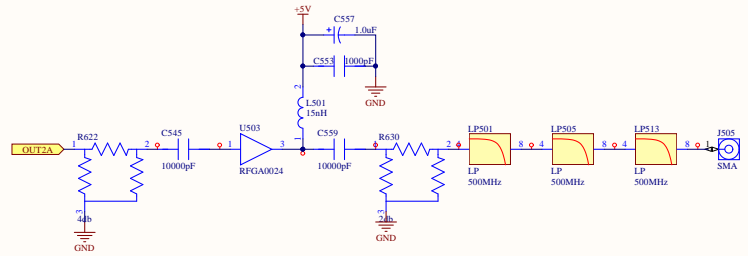 +5V
C557
+
1.0uF
C553
1000pF
2
L501
15nH
1
GND
OUT2A
1
R622
2
C545
10000pF
1
U503
3
RFGA0024
C559
10000pF
1
R630
2
4
LP501
8
LP
500MHz
4
LP505
8
LP
500MHz
4
LP513
8
LP
500MHz
1
J505
SMA
3
4db
GND
3
2db
GND